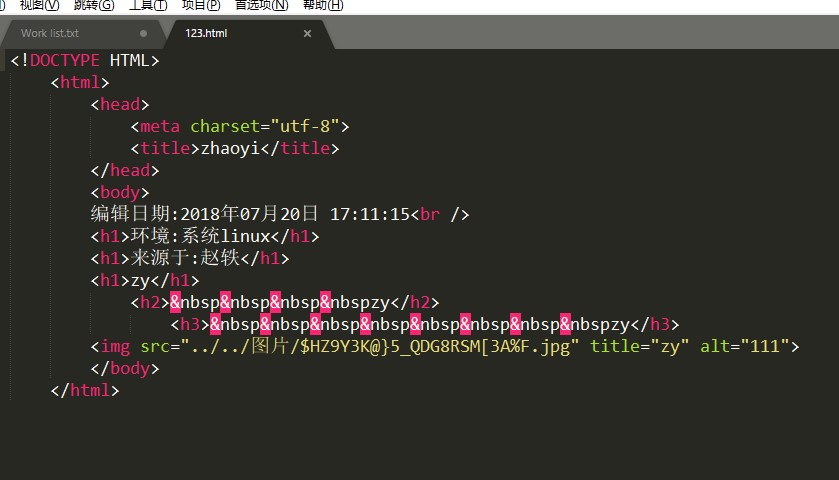 视图(V) 跳转(G) 工具(T) 项目(P) 首选项(N) 帮助(H)
Work list.txt 123.html ×
<!DOCTYPE HTML>
<html>
<head>
<meta charset="utf-8">
<title>zhaoyi</title>
</head>
<body>
编辑日期:2018年07月20日 17:11:15<br />
<h1>环境:系统linux</h1>
<h1>来源于:赵轶</h1>
<h1>zy</h1>
<h2>&nbsp&nbsp&nbsp&nbspzy</h2>
<h3>&nbsp&nbsp&nbsp&nbsp&nbsp&nbsp&nbsp&nbspzy</h3>
<img src="../../图片/$HZ9Y3K@}5_QDG8RSM[3A%F.jpg" title="zy" alt="111">
</body>
</html>